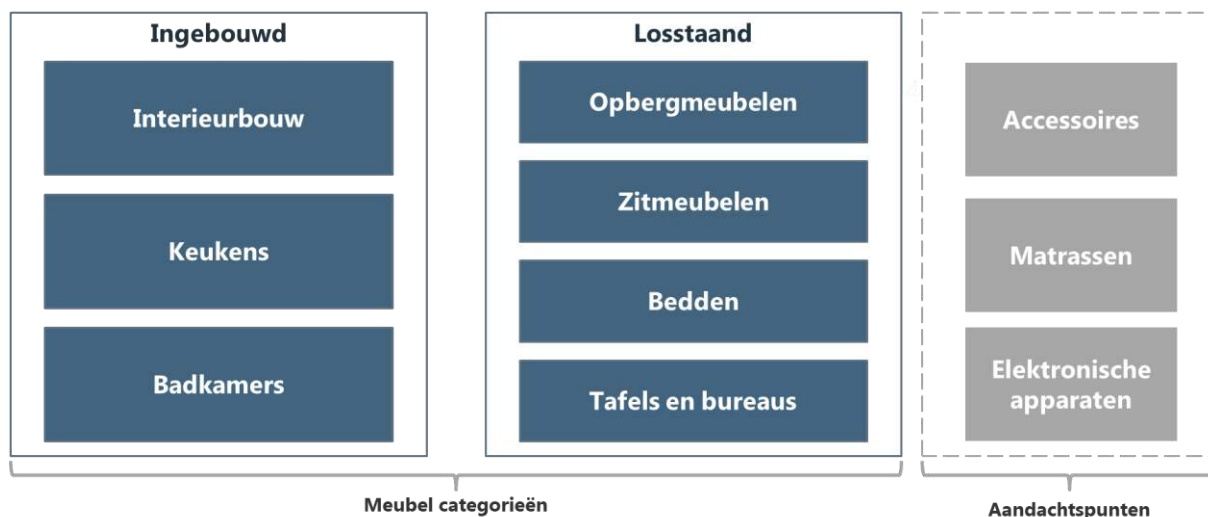 Ingebouwd
Interieurbouw
Keukens
Badkamers
Losstaand
Opbergmeubelen
Zitmeubelen
Bedden
Tafels en bureaus
Accessoires
Matrassen
Elektronische
apparaten
Meubel categorieën
Aandachtspunten